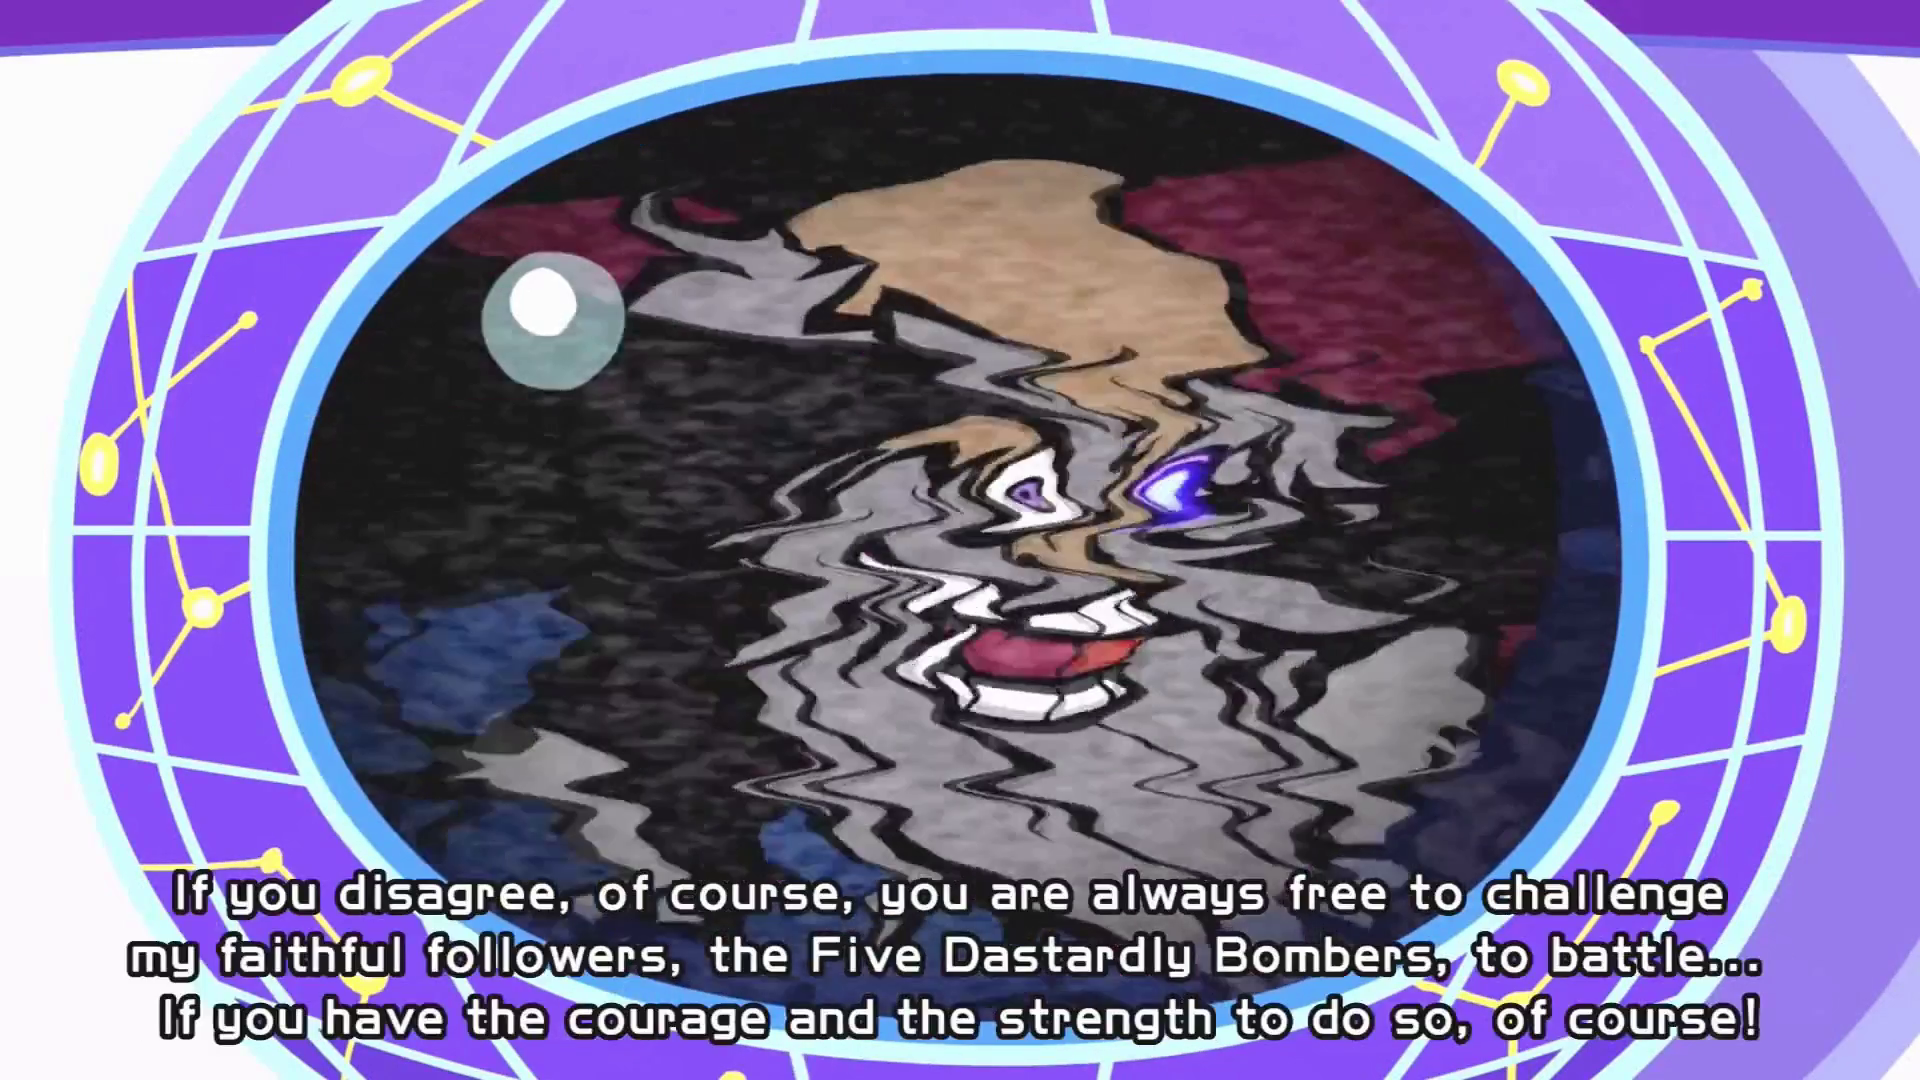 If you disagree, of course, you are always free to challenge
my faithful followers, the Five Dastardly Bombers, to battle...
If you have the courage and the strength to do so, of course!